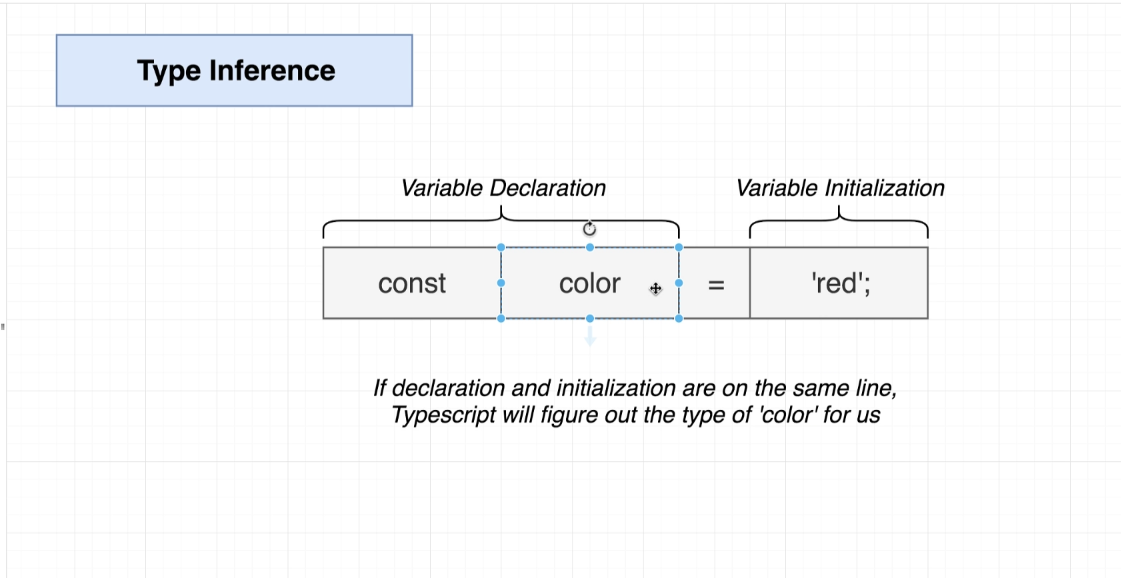 Type Inference
Variable Declaration
Variable Initialization
const color = 'red';
If declaration and initialization are on the same line,
Typescript will figure out the type of 'color' for us